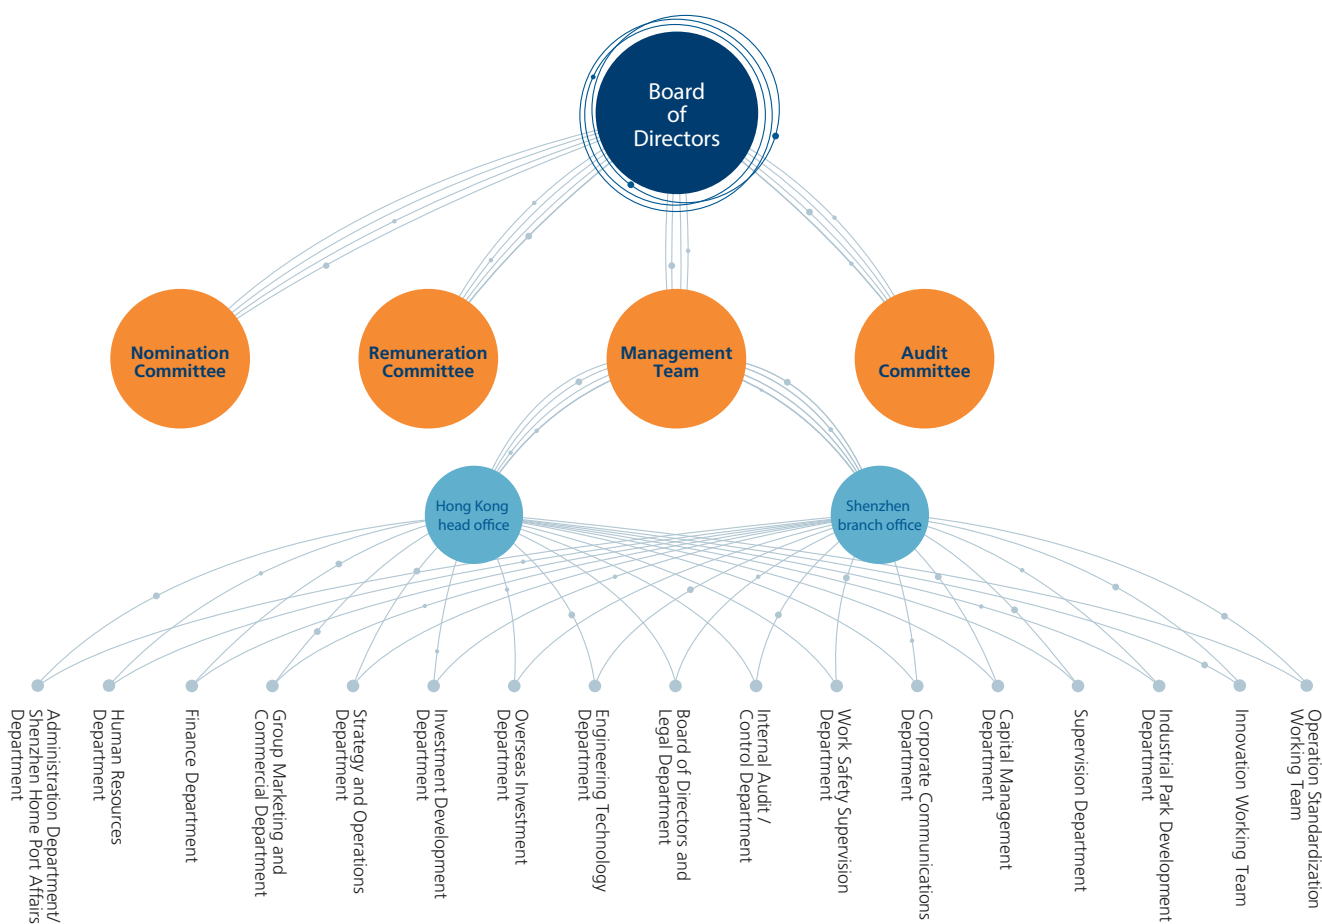 Board
of
Directors
Nomination
Committee
Remuneration
Committee
Management
Team
Audit
Committee
Hong Kong
head office
Shenzhen
branch office
Administration Department/
Shenzhen Home Port Affairs
Department
Human Resources
Department
Finance Department
Group Marketing and
Commercial Department
Strategy and Operations
Department
Investment Development
Department
Overseas Investment
Department
Engineering Technology
Department
Board of Directors and
Legal Department
Internal Audit /
Control Department
Work Safety Supervision
Department
Corporate Communications
Department
Capital Management
Department
Supervision Department
Industrial Park Development
Department
Innovation Working Team
Operation Standardization
Working Team